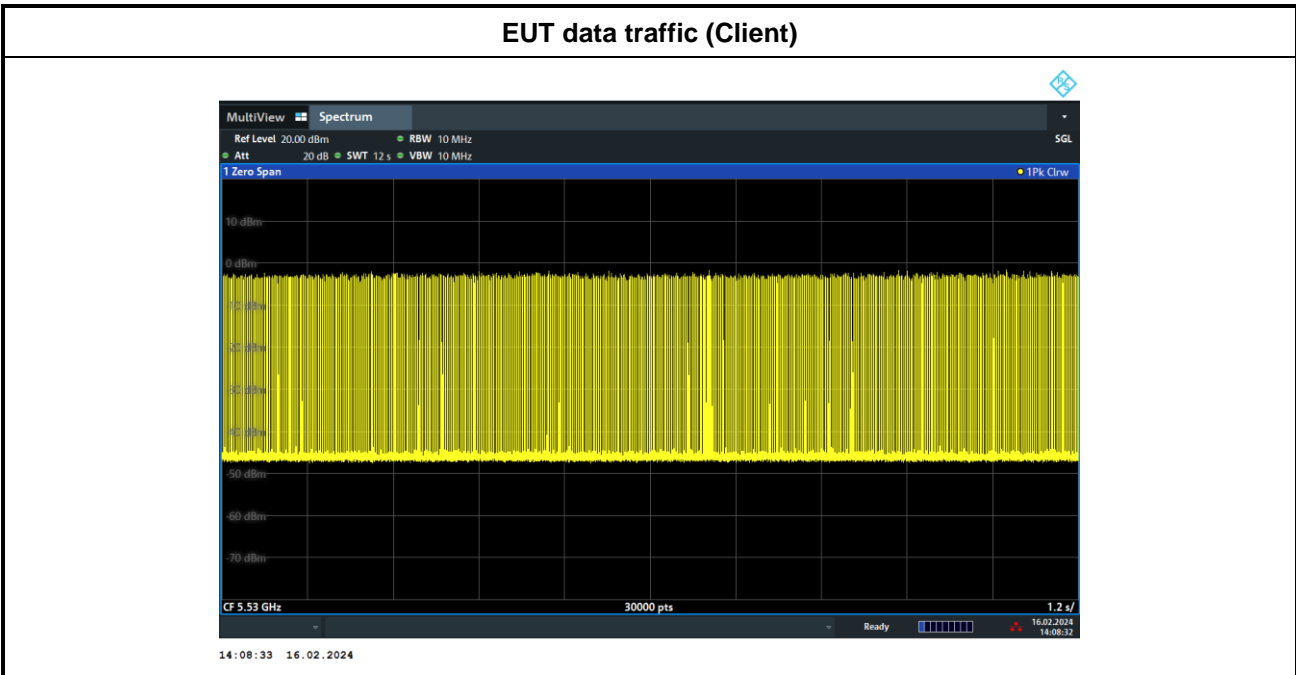 EUT data traffic (Client)
R&S
MultiView Spectrum
Ref Level 20.00 dBm RBW 10 MHz SGL
Att 20 dB SWT 12 s VBW 10 MHz
1 Zero Span 1Pk Clrw
10 dBm
0 dBm
-50 dBm
-60 dBm
-70 dBm
CF 5.53 GHz 30000 pts 1.2 s/
Ready 16.02.2024
14:08:32
14:08:33 16.02.2024